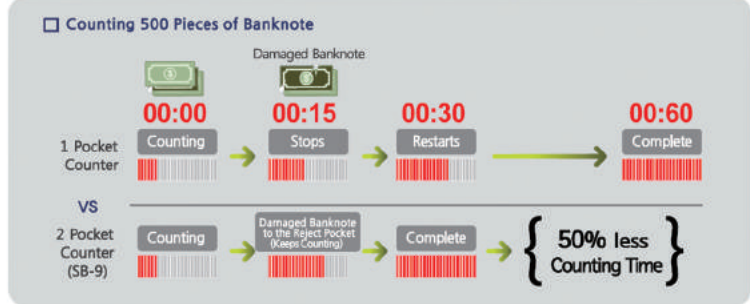 Counting 500 Pieces of Banknote
Damaged Banknote
00:00
00:15
00:30
00:60
1 Pocket
Counter
Counting
Stops
Restarts
Complete
VS
2 Pocket
Counter
(SB-9)
Counting
Damaged Banknote
to the Reject Pocket
(Keeps Counting)
Complete
{ 50% less
Counting Time }